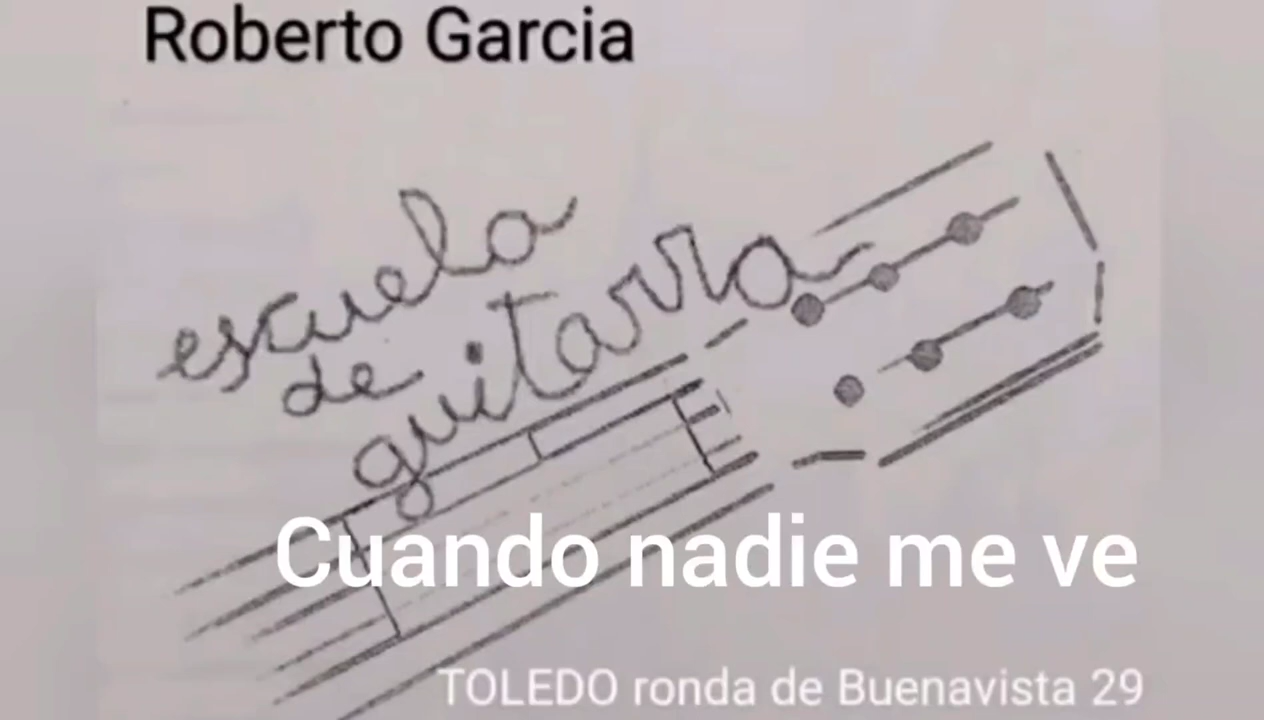 Roberto Garcia
escuela
de
guitarra
Cuando nadie me ve
TOLEDO ronda de Buenavista 29